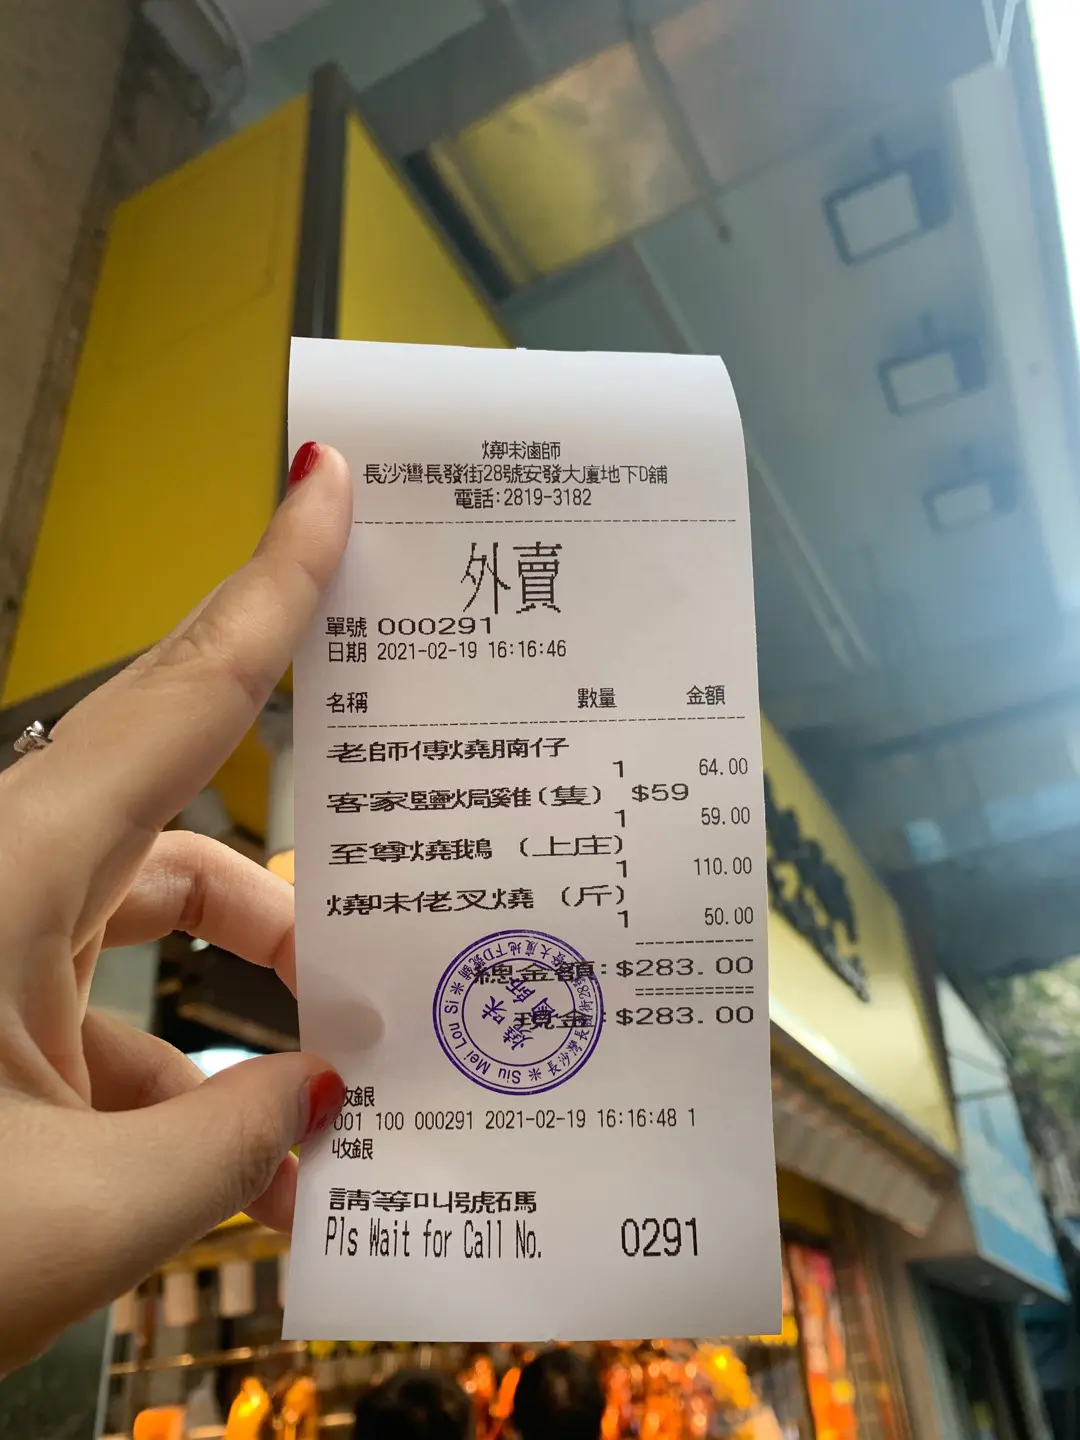 燒味滷師
長沙灣長發街28號安發大廈地下D舖
電話:2819-3182
外賣
單號 000291
日期 2021-02-19 16:16:46
名稱 數量 金額
老師傅燒腩仔
1 64.00
客家鹽焗雞(隻) $59
1 59.00
至尊燒鵝 (上庄)
1 110.00
燒味佬叉燒 (斤)
1 50.00
總金額:$283.00
現金:$283.00
Siu Mei Lou Si
收銀
001 100 000291 2021-02-19 16:16:48 1
收銀
請等叫號碼
Pls Wait for Call No. 0291